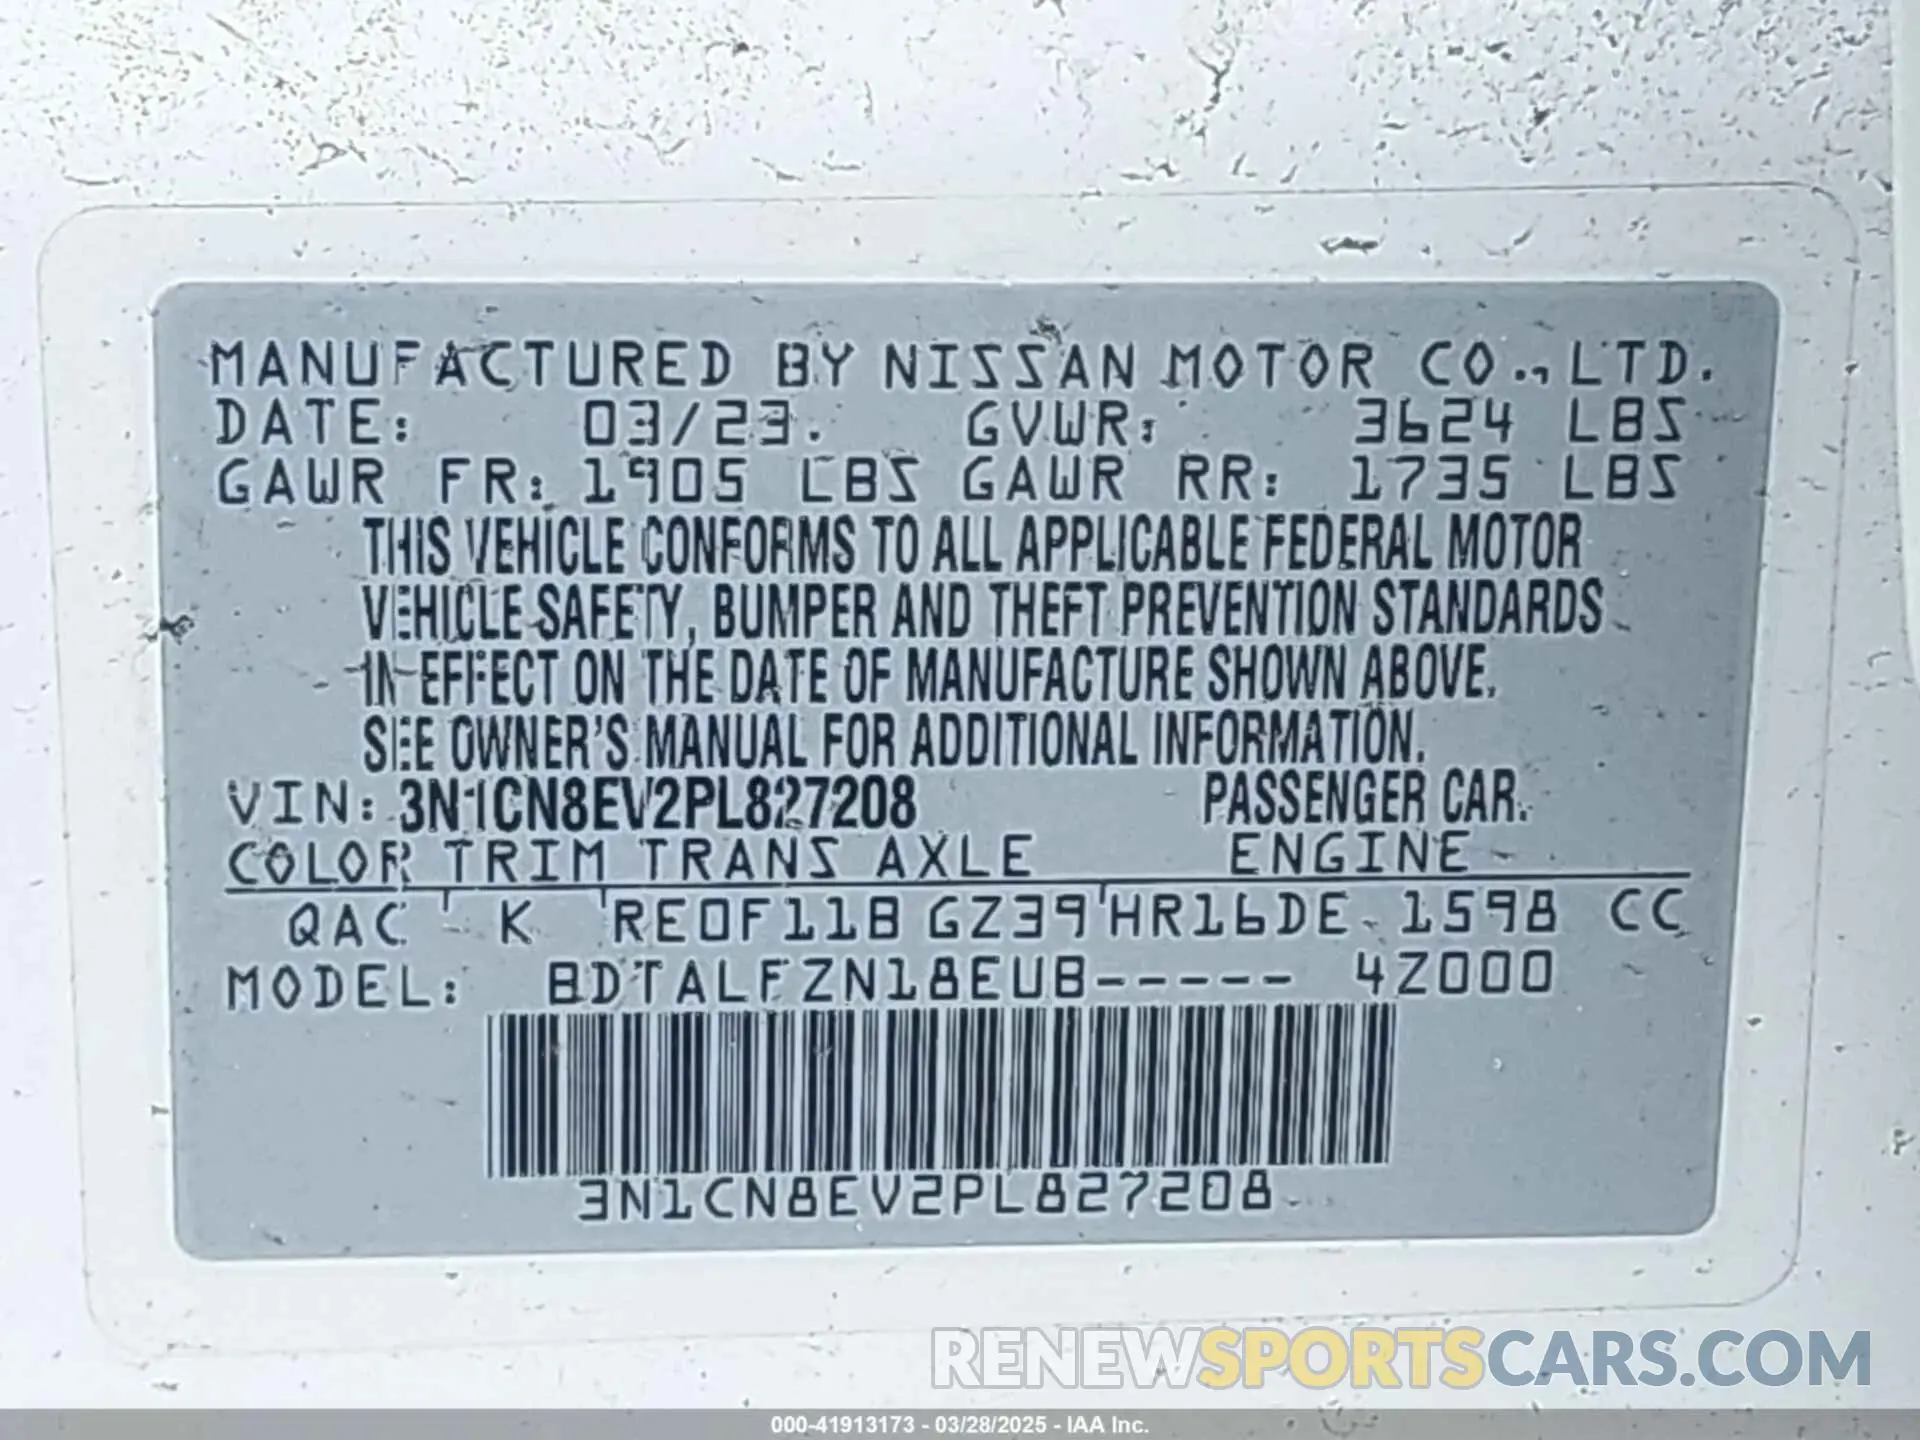 MANUFACTURED BY NISSAN MOTOR CO., LTD.
DATE: 03/23. GVWR: 3624 LBS
GAWR FR: 1905 LBS GAWR RR: 1735 LBS
THIS VEHICLE CONFORMS TO ALL APPLICABLE FEDERAL MOTOR
VEHICLE SAFETY, BUMPER AND THEFT PREVENTION STANDARDS
IN EFFECT ON THE DATE OF MANUFACTURE SHOWN ABOVE.
SEE OWNER'S MANUAL FOR ADDITIONAL INFORMATION.
VIN: 3N1CN8EV2PL827208 PASSENGER CAR.
COLOR TRIM TRANS AXLE ENGINE
QAC K RE0F11B GZ39 HR16DE 1598 CC
MODEL: BDTALFZN18EUB----- 4Z000
3N1CN8EV2PL827208
RENEWSPORTSCARS.COM
000-41913173 - 03/28/2025 - IAA Inc.